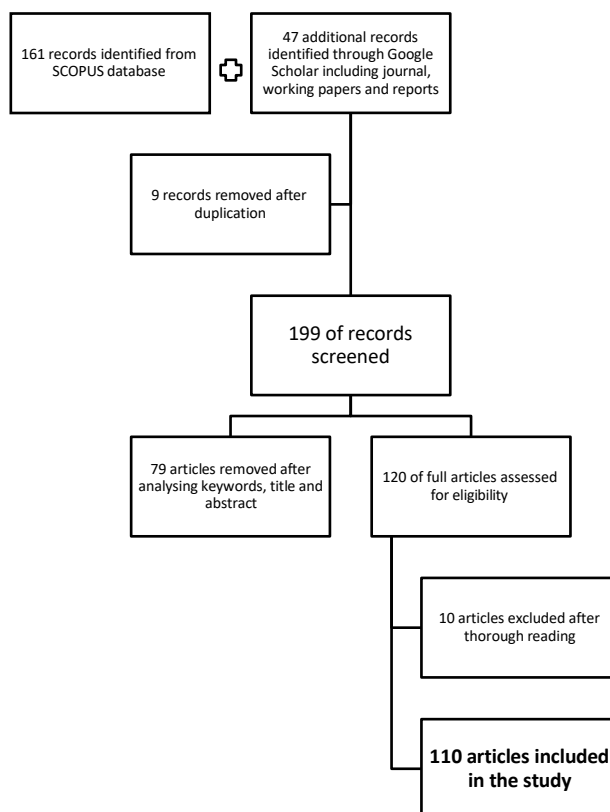 161 records identified from
SCOPUS database
47 additional records
identified through Google
Scholar including journal,
working papers and reports
9 records removed after
duplication
199 of records
screened
79 articles removed after
analysing keywords, title and
abstract
120 of full articles assessed
for eligibility
10 articles excluded after
thorough reading
110 articles included
in the study